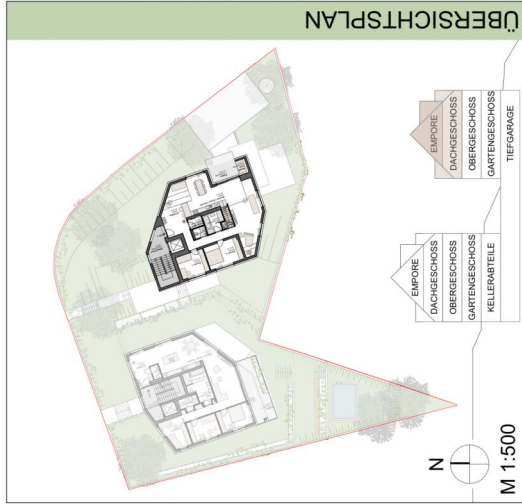 ÜBERSICHTSPLAN
EMPORE
DACHGESCHOSS
OBERGESCHOSS
GARTENGESCHOSS
TIEFGARAGE
EMPORE
DACHGESCHOSS
OBERGESCHOSS
GARTENGESCHOSS
KELLERABTEILE
N
M 1:500